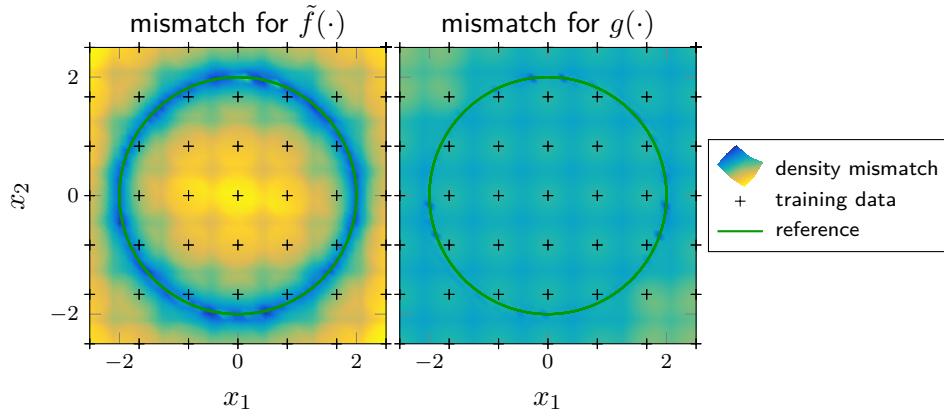 mismatch for f̃(·)
mismatch for g(·)
2
0
−2
x₂
−2
0
2
x₁
−2
0
2
x₁
density mismatch
training data
reference